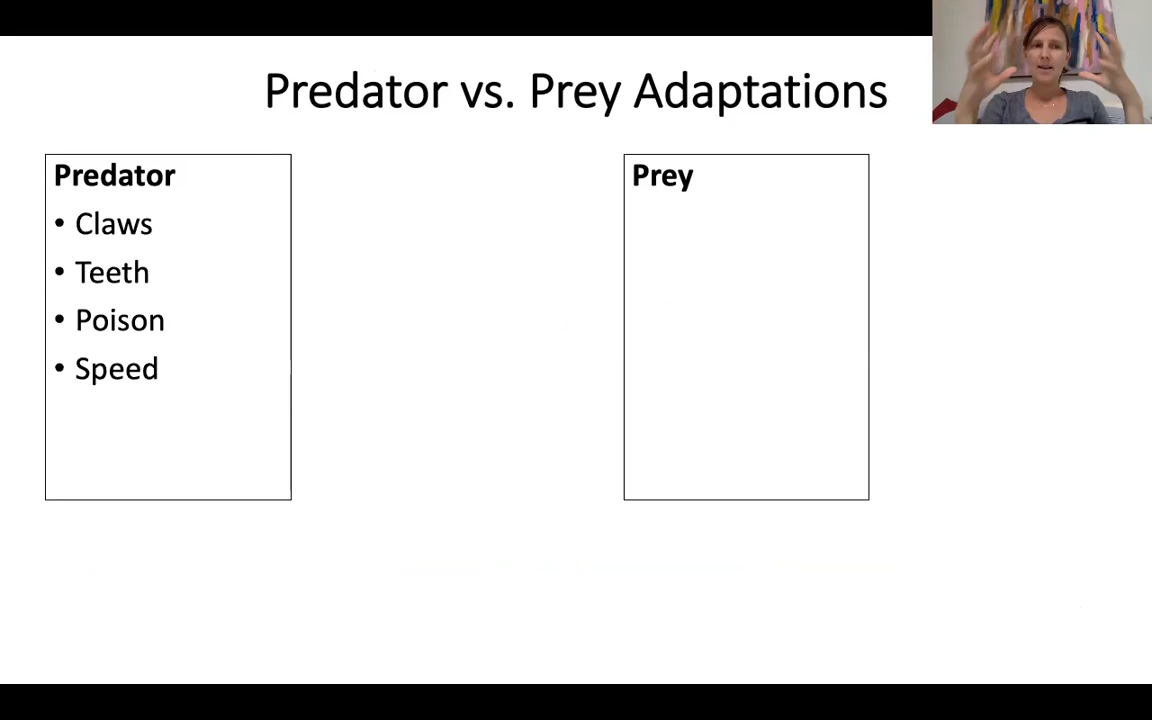 Predator vs. Prey Adaptations
Predator
• Claws
• Teeth
• Poison
• Speed
Prey